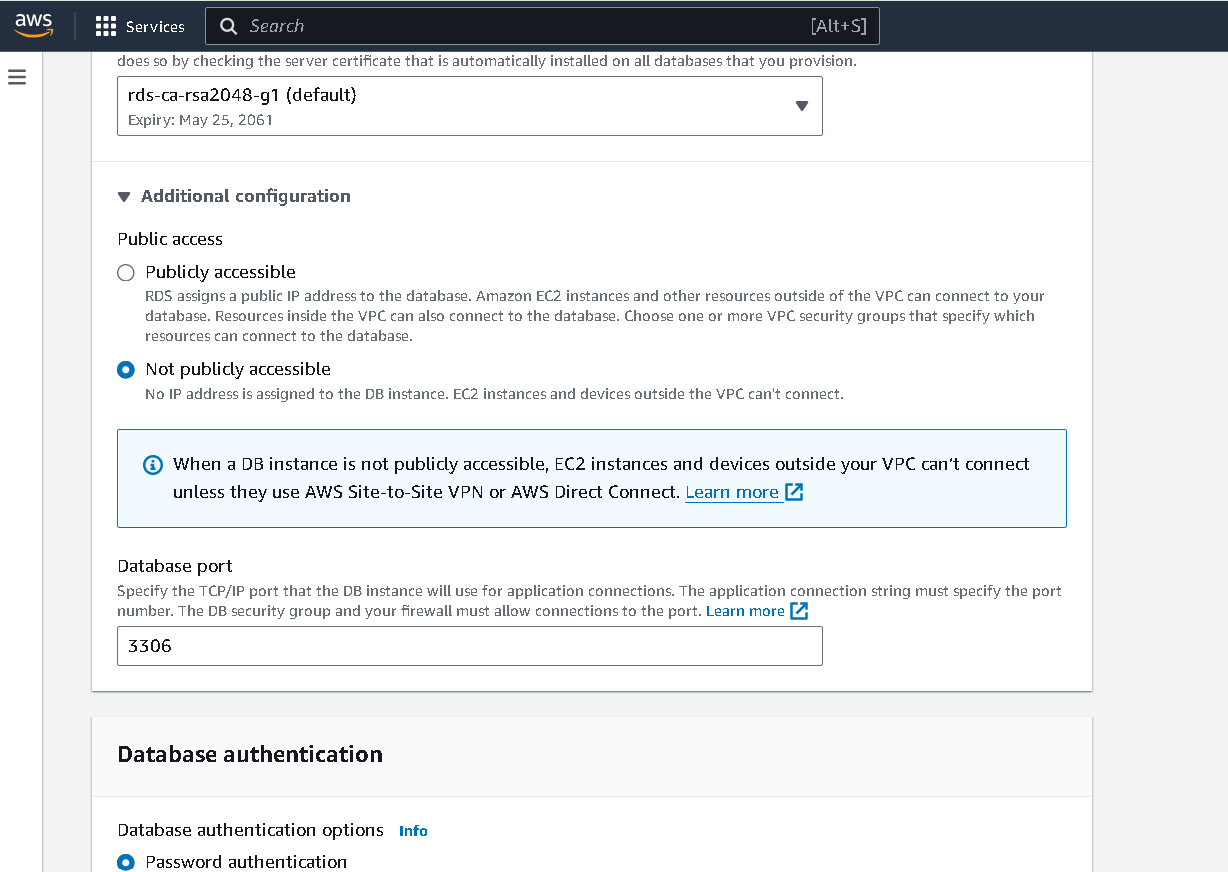 aws
Services
Search
[Alt+S]
does so by checking the server certificate that is automatically installed on all databases that you provision.
rds-ca-rsa2048-g1 (default)
Expiry: May 25, 2061
Additional configuration
Public access
Publicly accessible
RDS assigns a public IP address to the database. Amazon EC2 instances and other resources outside of the VPC can connect to your
database. Resources inside the VPC can also connect to the database. Choose one or more VPC security groups that specify which
resources can connect to the database.
Not publicly accessible
No IP address is assigned to the DB instance. EC2 instances and devices outside the VPC can't connect.
When a DB instance is not publicly accessible, EC2 instances and devices outside your VPC can't connect
unless they use AWS Site-to-Site VPN or AWS Direct Connect. Learn more
Database port
Specify the TCP/IP port that the DB instance will use for application connections. The application connection string must specify the port
number. The DB security group and your firewall must allow connections to the port. Learn more
3306
Database authentication
Database authentication options Info
Password authentication